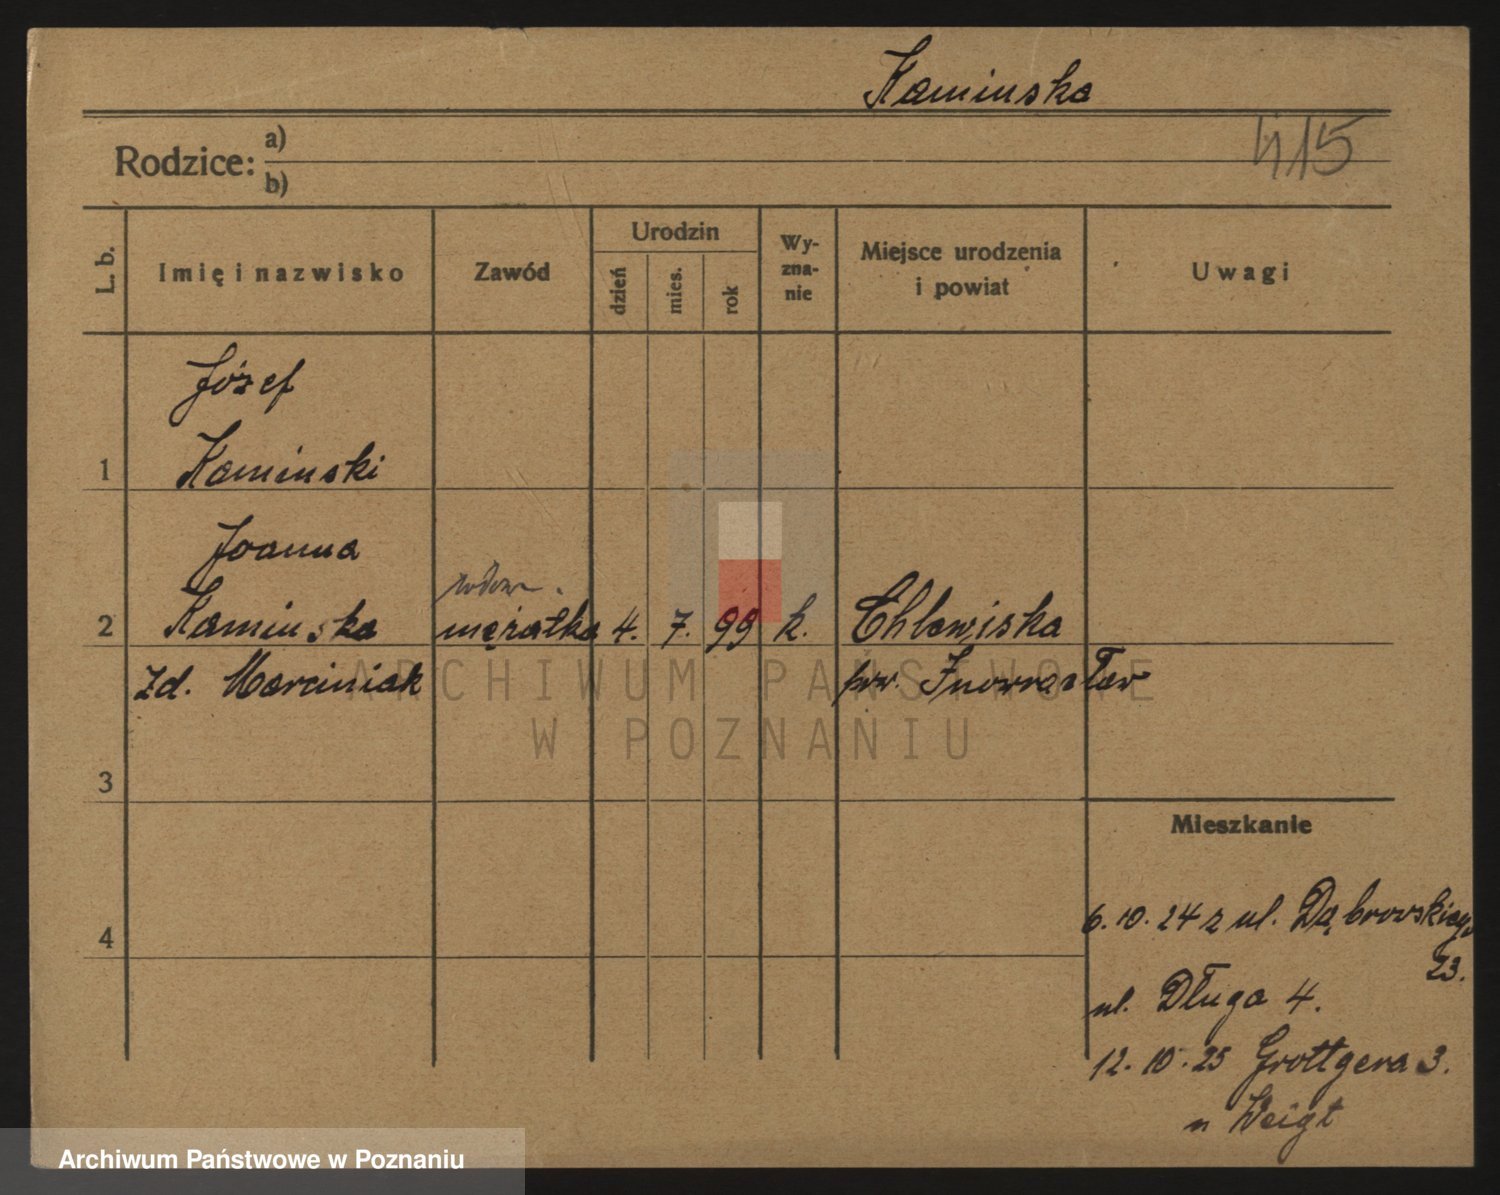 Kaminska
415
Rodzice: a)
b)
L. b.
Imię i nazwisko
Zawód
Urodzin
dzień
mies.
rok
Wy-
zna-
nie
Miejsce urodzenia
i powiat
Uwagi
Józef
1 Kaminski
Joanna
2 Kaminska mężatka 4. 7. 99 k. Chlewiska
zd. Marciniak pow. Inowrocław
ARCHIWUM PAŃSTWOWE
W POZNANIU
3
Mieszkanie
4
6.10.24 z ul. Dąbrowskiego
23.
ul. Długa 4.
12.10.25 Grottgera 3.
u Weigt
Archiwum Państwowe w Poznaniu